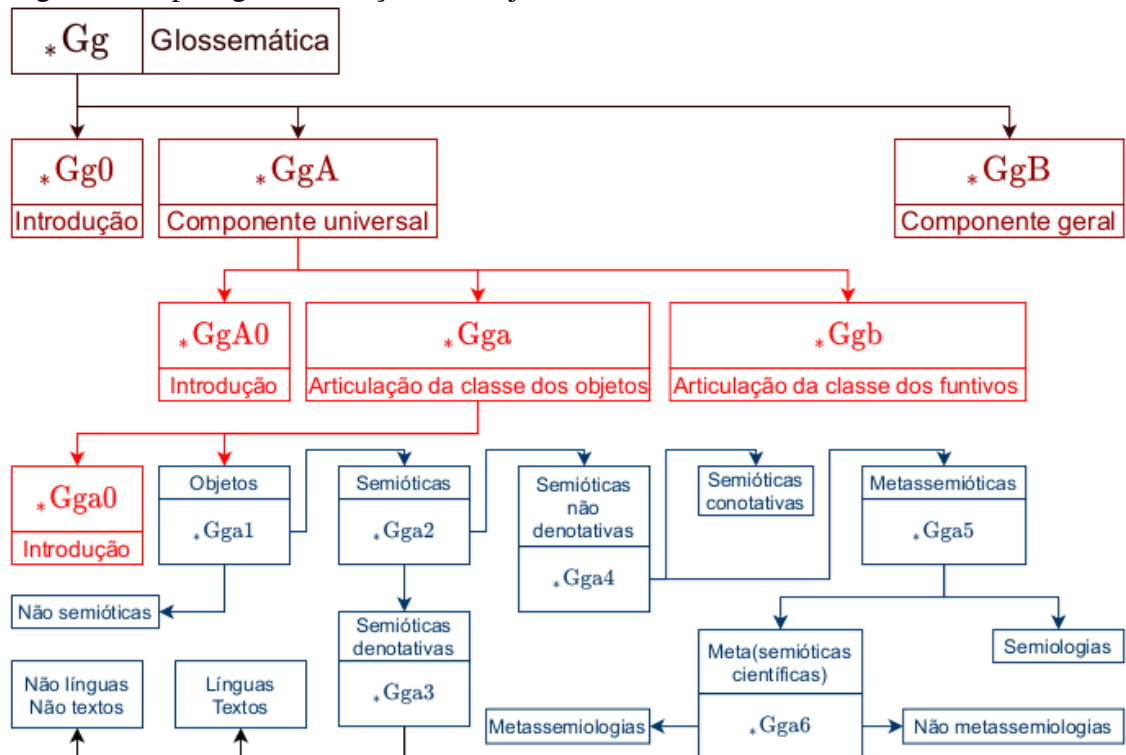 *Gg Glossemática
*Gg0
Introdução
*GgA
Componente universal
*GgB
Componente geral
*GgA0
Introdução
*Gga
Articulação da classe dos objetos
*Ggb
Articulação da classe dos funtivos
*Gga0
Introdução
Objetos
*Gga1
Semióticas
*Gga2
Semióticas
não
denotativas
*Gga4
Semióticas
conotativas
Metassemióticas
*Gga5
Não semióticas
Semióticas
denotativas
*Gga3
Meta(semióticas
científicas)
*Gga6
Semiologias
Não línguas
Não textos
Línguas
Textos
Metassemiologias
Não metassemiologias